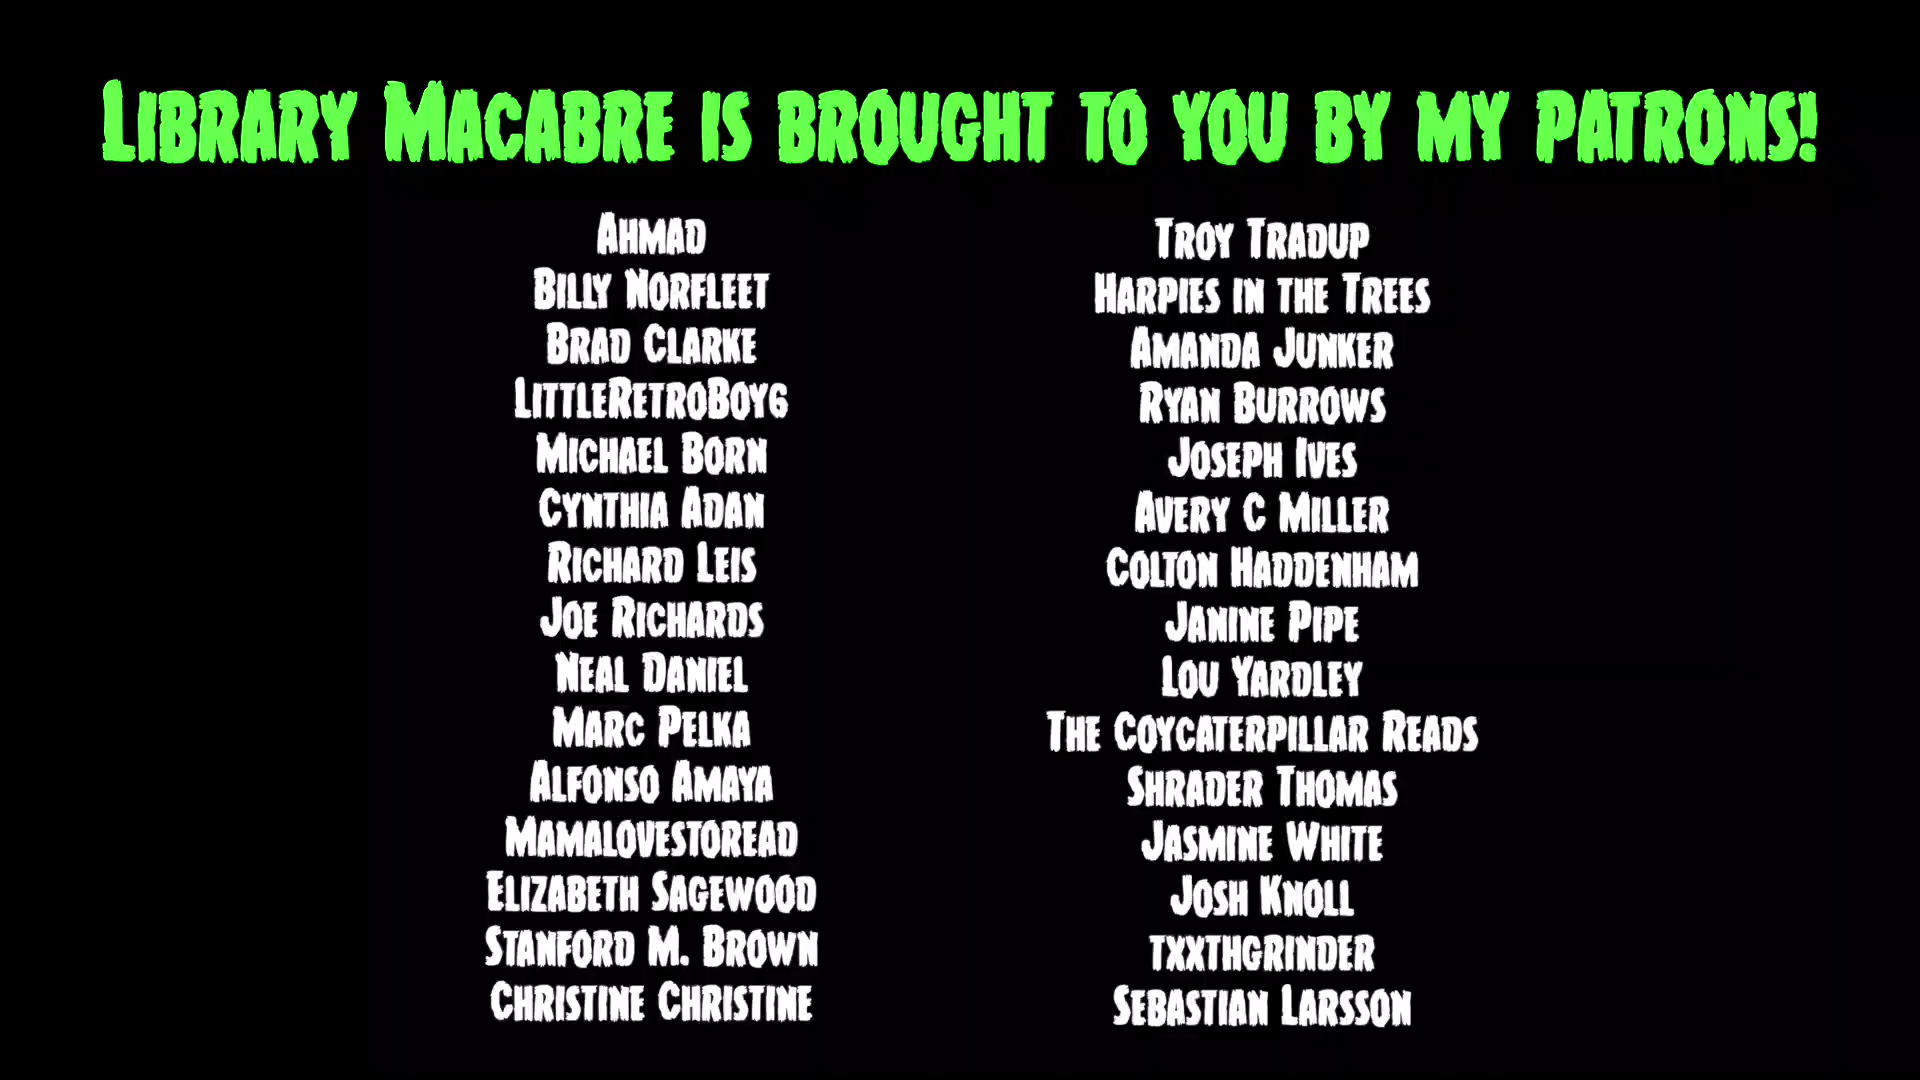 Library Macabre is brought to you by my patrons!
Ahmad
Billy Norfleet
Brad Clarke
LittleRetroBoy6
Michael Born
Cynthia Adan
Richard Leis
Joe Richards
Neal Daniel
Marc Pelka
Alfonso Amaya
Mamalovestoread
Elizabeth Sagewood
Stanford M. Brown
Christine Christine
Troy Tradup
Harpies in the Trees
Amanda Junker
Ryan Burrows
Joseph Ives
Avery C Miller
Colton Haddenham
Janine Pipe
Lou Yardley
The Coycaterpillar Reads
Shrader Thomas
Jasmine White
Josh Knoll
txxthgrinder
Sebastian Larsson